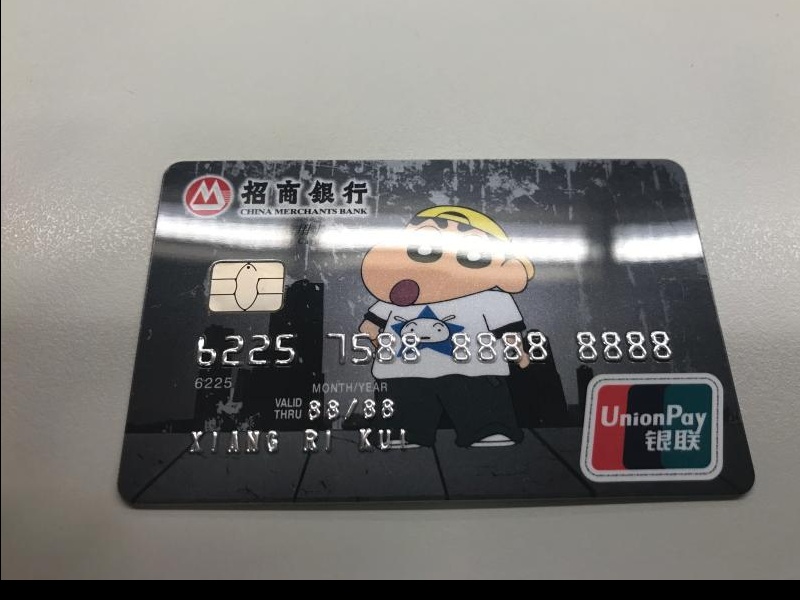 招商銀行
CHINA MERCHANTS BANK
6225 7588 8888 8888
6225
MONTH/YEAR
VALID THRU 88/88
XIANG RI KUI
UnionPay
银联